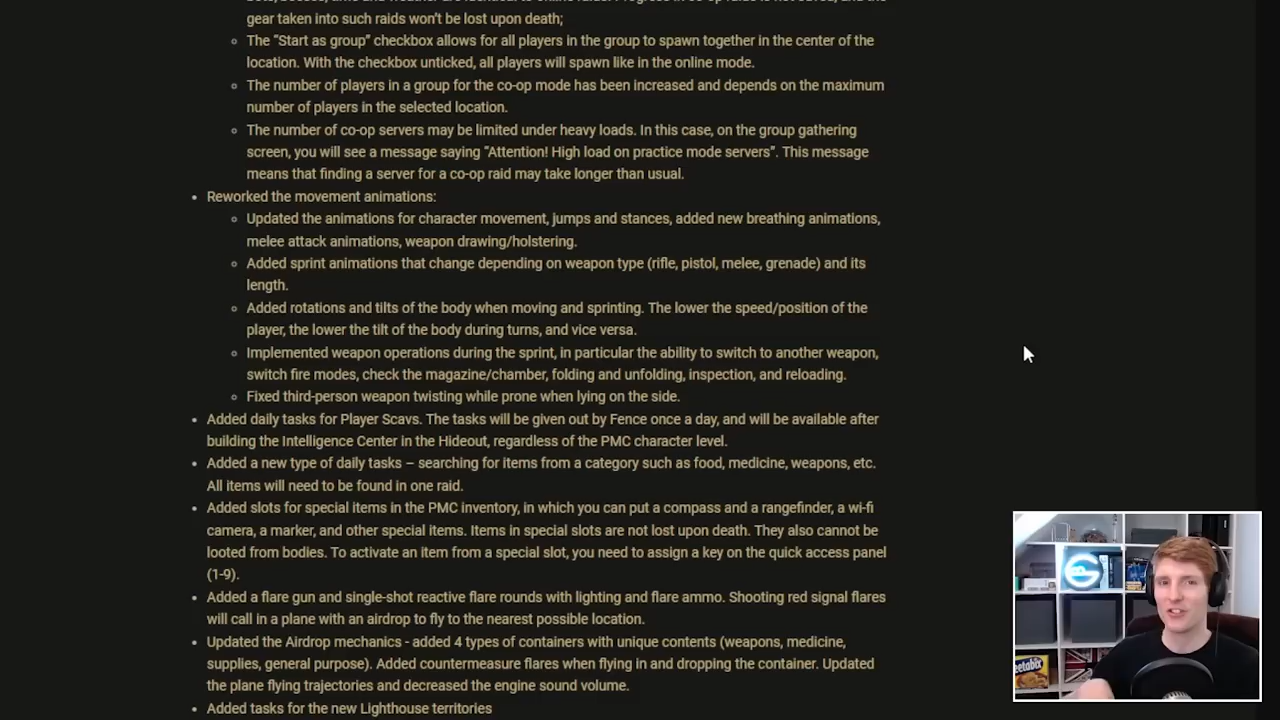 gear taken into such raids won't be lost upon death;
The “Start as group” checkbox allows for all players in the group to spawn together in the center of the
location. With the checkbox unticked, all players will spawn like in the online mode.
The number of players in a group for the co-op mode has been increased and depends on the maximum
number of players in the selected location.
The number of co-op servers may be limited under heavy loads. In this case, on the group gathering
screen, you will see a message saying “Attention! High load on practice mode servers”. This message
means that finding a server for a co-op raid may take longer than usual.
Reworked the movement animations:
Updated the animations for character movement, jumps and stances, added new breathing animations,
melee attack animations, weapon drawing/holstering.
Added sprint animations that change depending on weapon type (rifle, pistol, melee, grenade) and its
length.
Added rotations and tilts of the body when moving and sprinting. The lower the speed/position of the
player, the lower the tilt of the body during turns, and vice versa.
Implemented weapon operations during the sprint, in particular the ability to switch to another weapon,
switch fire modes, check the magazine/chamber, folding and unfolding, inspection, and reloading.
Fixed third-person weapon twisting while prone when lying on the side.
Added daily tasks for Player Scavs. The tasks will be given out by Fence once a day, and will be available after
building the Intelligence Center in the Hideout, regardless of the PMC character level.
Added a new type of daily tasks – searching for items from a category such as food, medicine, weapons, etc.
All items will need to be found in one raid.
Added slots for special items in the PMC inventory, in which you can put a compass and a rangefinder, a wi-fi
camera, a marker, and other special items. Items in special slots are not lost upon death. They also cannot be
looted from bodies. To activate an item from a special slot, you need to assign a key on the quick access panel
(1-9).
Added a flare gun and single-shot reactive flare rounds with lighting and flare ammo. Shooting red signal flares
will call in a plane with an airdrop to fly to the nearest possible location.
Updated the Airdrop mechanics - added 4 types of containers with unique contents (weapons, medicine,
supplies, general purpose). Added countermeasure flares when flying in and dropping the container. Updated
the plane flying trajectories and decreased the engine sound volume.
Added tasks for the new Lighthouse territories
eetabix